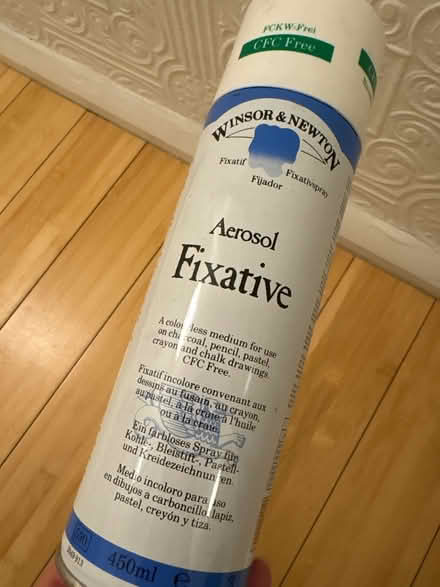 FCKW-Frei
CFC Free
WINSOR & NEWTON
Fixatif
Fijador
Fixativspray
Aerosol
Fixative
A colourless medium for use
on charcoal, pencil, pastel,
crayon and chalk drawings.
CFC Free.
Fixatif incolore convenant aux
dessins au fusain, au crayon,
au pastel, à la craie à l'huile
ou à la craie.
Ein farbloses Spray für
Kohle-, Bleistift-, Pastell-
und Kreidezeichnungen.
Medio incoloro para uso
en dibujos a carboncillo, lapiz,
pastel, creyón y tiza.
450ml e